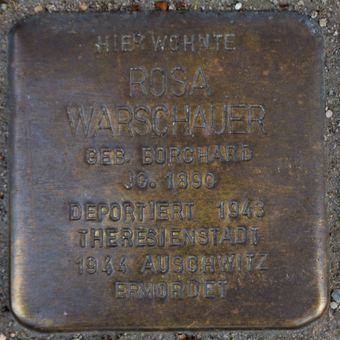 HIER WOHNTE
ROSA
WARSCHAUER
GEB. BORCHARD
JG. 1890
DEPORTIERT 1943
THERESIENSTADT
1944 AUSCHWITZ
ERMORDET